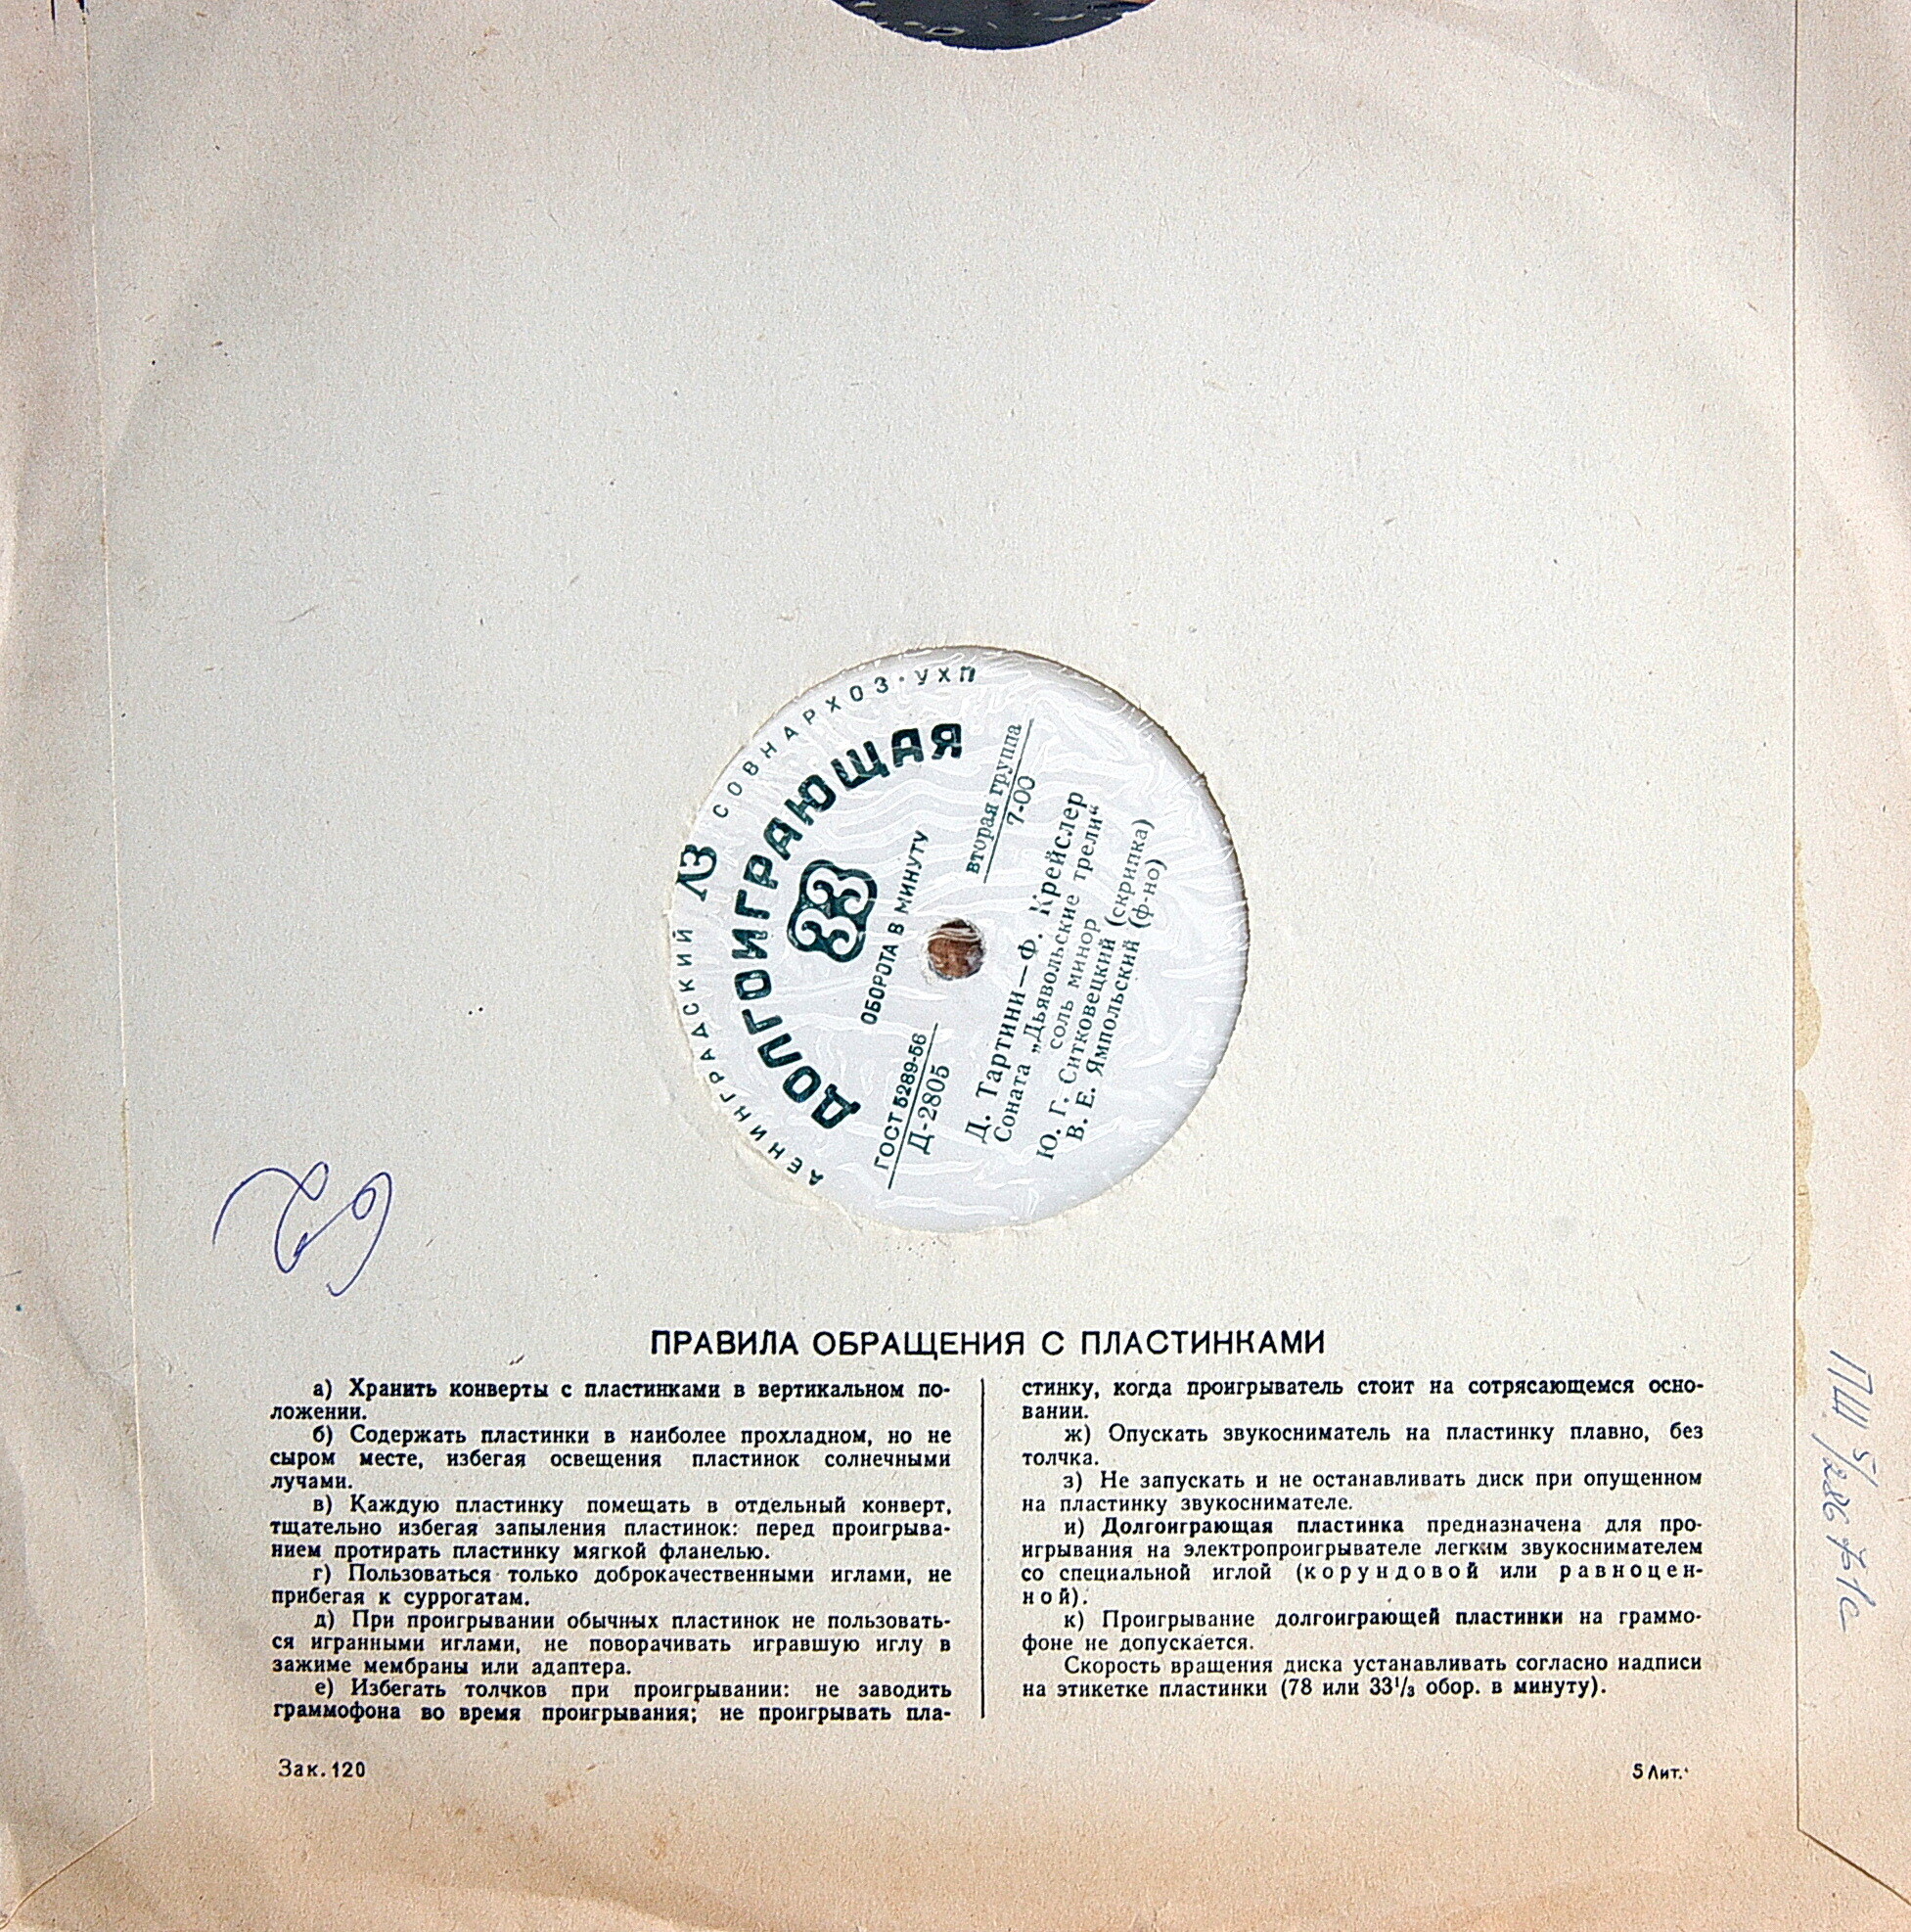 ЛЕНИНГРАДСКИЙ ЛЗ СОВНАРХОЗ·УХП
ДОЛГОИГРАЮЩАЯ
33
ОБОРОТА В МИНУТУ
ГОСТ 5289-56
Д-2805
вторая группа
7-00
Д. Тартини—Ф. Крейслер
Соната „Дьявольские трели“
соль минор
Ю. Г. Ситковецкий (скрипка)
В. Е. Ямпольский (ф-но)
ПРАВИЛА ОБРАЩЕНИЯ С ПЛАСТИНКАМИ
а) Хранить конверты с пластинками в вертикальном по-
ложении.
б) Содержать пластинки в наиболее прохладном, но не
сыром месте, избегая освещения пластинок солнечными
лучами.
в) Каждую пластинку помещать в отдельный конверт,
тщательно избегая запыления пластинок: перед проигрыва-
нием протирать пластинку мягкой фланелью.
г) Пользоваться только доброкачественными иглами, не
прибегая к суррогатам.
д) При проигрывании обычных пластинок не пользовать-
ся игранными иглами, не поворачивать игравшую иглу в
зажиме мембраны или адаптера.
е) Избегать толчков при проигрывании: не заводить
граммофона во время проигрывания; не проигрывать пла-
стинку, когда проигрыватель стоит на сотрясающемся осно-
вании.
ж) Опускать звукосниматель на пластинку плавно, без
толчка.
з) Не запускать и не останавливать диск при опущенном
на пластинку звукоснимателе.
и) Долгоиграющая пластинка предназначена для про-
игрывания на электропроигрывателе легким звукоснимателем
со специальной иглой (корундовой или равноцен-
ной).
к) Проигрывание долгоиграющей пластинки на граммо-
фоне не допускается.
Скорость вращения диска устанавливать согласно надписи
на этикетке пластинки (78 или 33¹/₃ обор. в минуту).
Зак. 120
5 Лит.